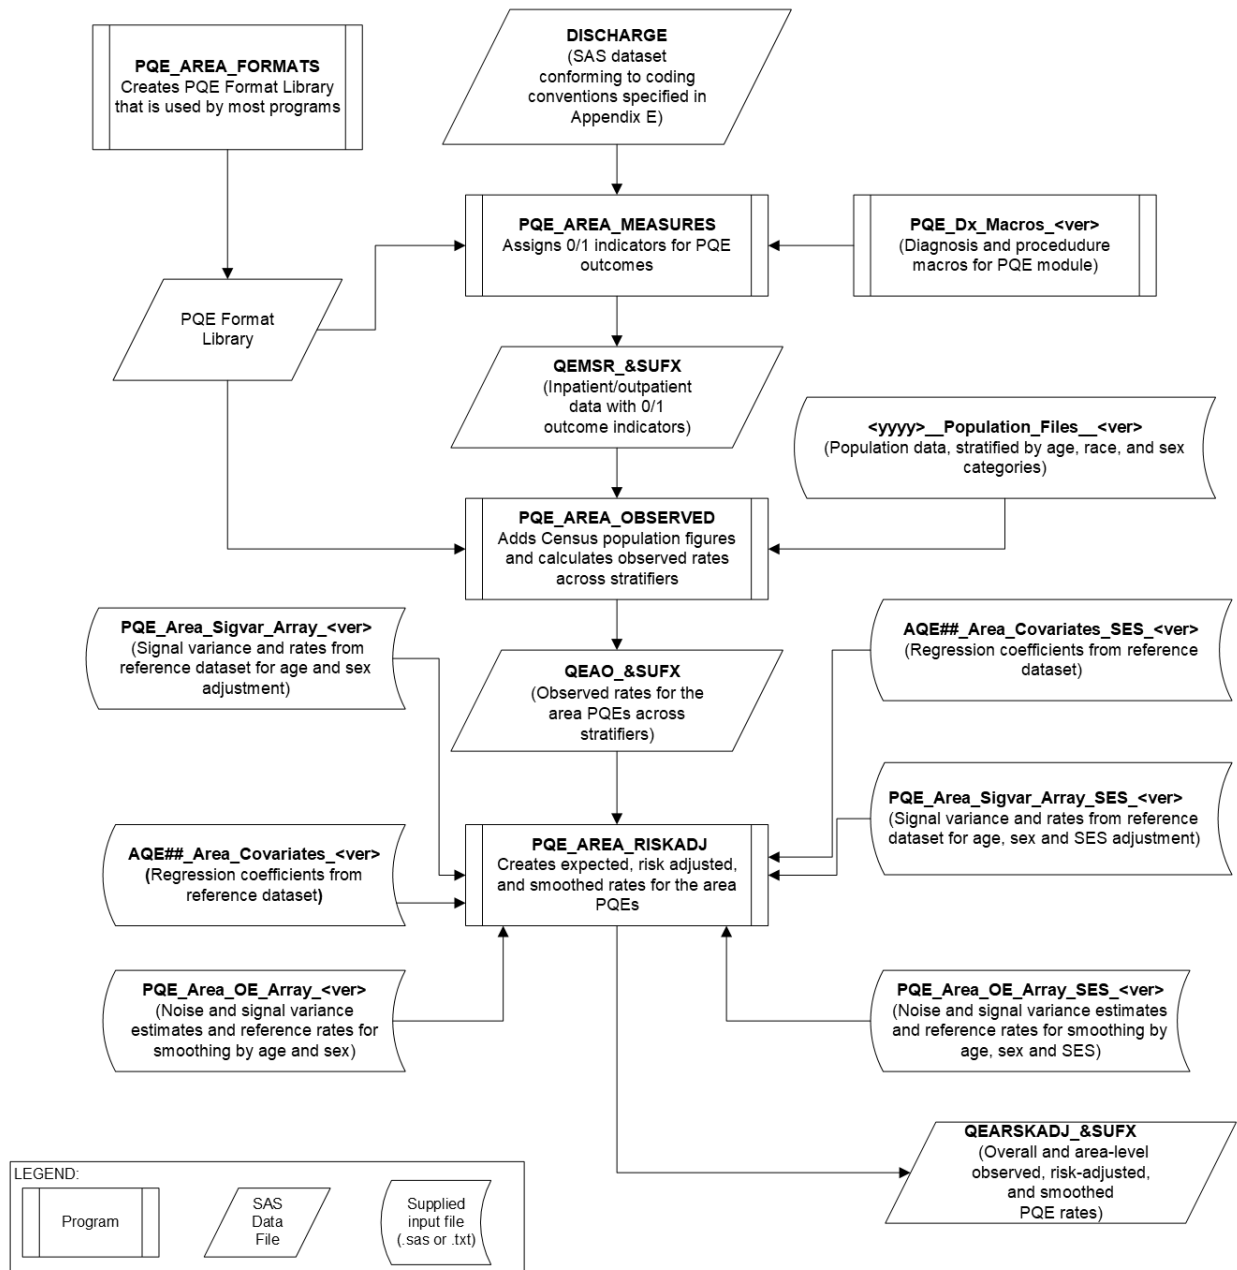 PQE_AREA_FORMATS
Creates PQE Format Library
that is used by most programs
DISCHARGE
(SAS dataset
conforming to coding
conventions specified in
Appendix E)
PQE_AREA_MEASURES
Assigns 0/1 indicators for PQE
outcomes
PQE_Dx_Macros_<ver>
(Diagnosis and procedudure
macros for PQE module)
PQE Format
Library
QEMSR_&SUFX
(Inpatient/outpatient
data with 0/1
outcome indicators)
<yyyy>__Population_Files__<ver>
(Population data, stratified by age, race, and sex
categories)
PQE_AREA_OBSERVED
Adds Census population figures
and calculates observed rates
across stratifiers
PQE_Area_Sigvar_Array_<ver>
(Signal variance and rates from
reference dataset for age and sex
adjustment)
QEAO_&SUFX
(Observed rates for the
area PQEs across
stratifiers)
AQE##_Area_Covariates_SES_<ver>
(Regression coefficients from reference
dataset)
PQE_Area_Sigvar_Array_SES_<ver>
(Signal variance and rates from reference
dataset for age, sex and SES adjustment)
AQE##_Area_Covariates_<ver>
(Regression coefficients from
reference dataset)
PQE_AREA_RISKADJ
Creates expected, risk adjusted,
and smoothed rates for the area
PQEs
PQE_Area_OE_Array_<ver>
(Noise and signal variance
estimates and reference rates for
smoothing by age and sex)
PQE_Area_OE_Array_SES_<ver>
(Noise and signal variance estimates
and reference rates for smoothing by
age, sex and SES)
QEARSKADJ_&SUFX
(Overall and area-level
observed, risk-adjusted,
and smoothed
PQE rates)
LEGEND:
Program
SAS
Data
File
Supplied
input file
(.sas or .txt)